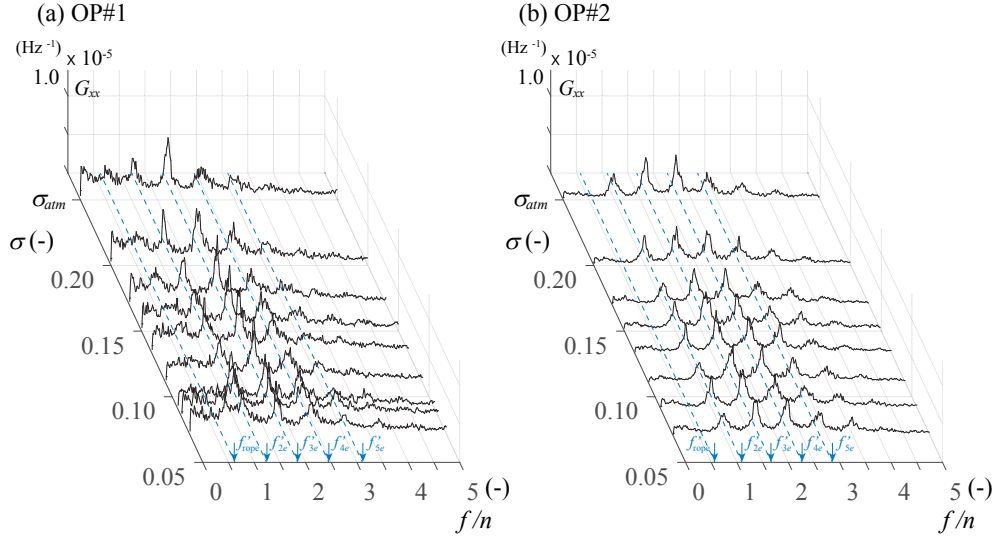 (a) OP#1
(Hz⁻¹)
1.0 x 10⁻⁵
Gₓₓ
σatm
σ (-)
0.20
0.15
0.10
0.05
f'rope
f'2e
f'3e
f'4e
f'5e
0 1 2 3 4 5 (-)
f/n
(b) OP#2
(Hz⁻¹)
1.0 x 10⁻⁵
Gₓₓ
σatm
σ (-)
0.20
0.15
0.10
0.05
f'rope
f'2e
f'3e
f'4e
f'5e
0 1 2 3 4 5 (-)
f/n